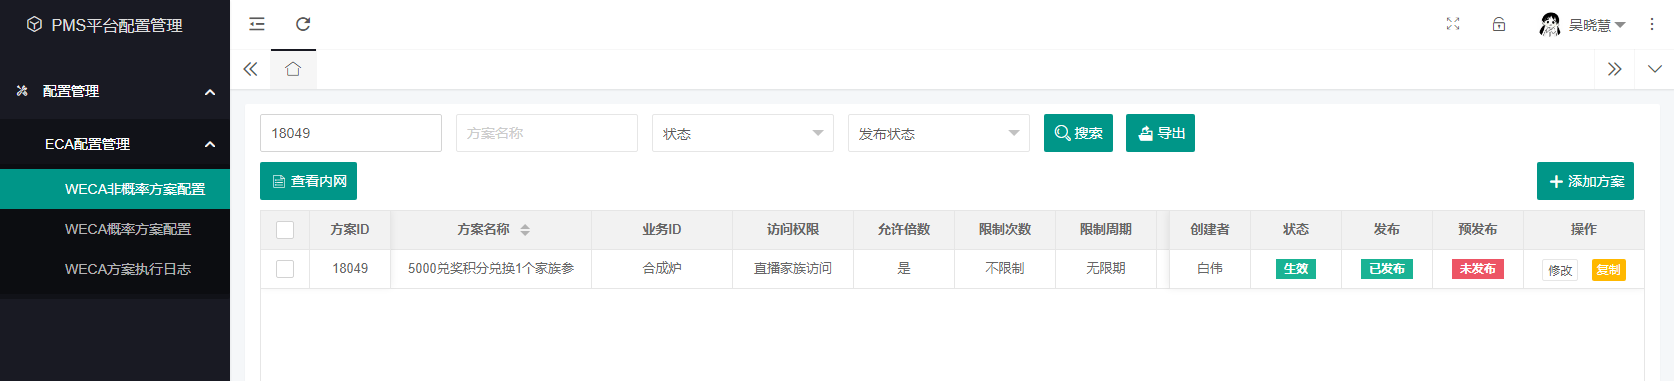 PMS平台配置管理
吴晓慧
配置管理
ECA配置管理
WECA非概率方案配置
WECA概率方案配置
WECA方案执行日志
18049 方案名称 状态 发布状态 搜索 导出
查看内网 添加方案
方案ID 方案名称 业务ID 访问权限 允许倍数 限制次数 限制周期 创建者 状态 发布 预发布 操作
18049 5000兑奖积分兑换1个家族参 合成炉 直播家族访问 是 不限制 无限期 白伟 生效 已发布 未发布 修改 复制